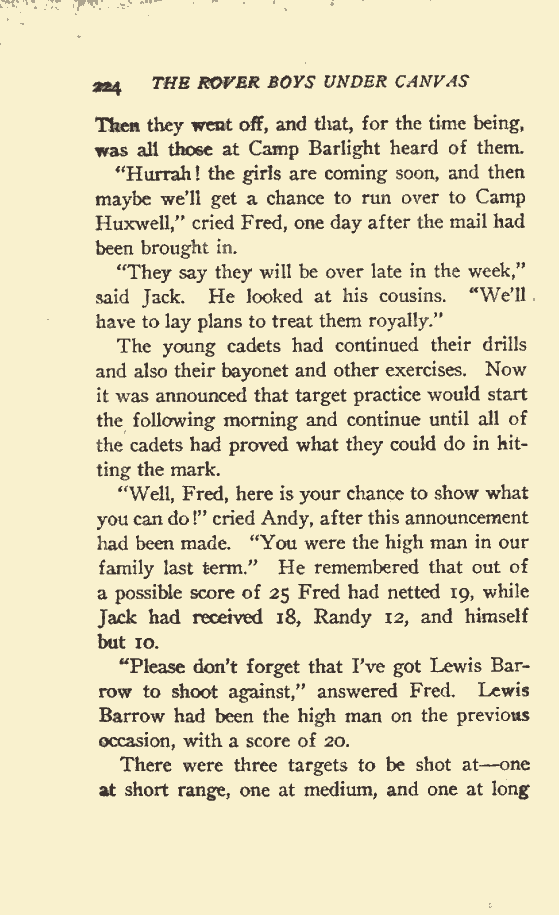 224 THE ROVER BOYS UNDER CANVAS
Then they went off, and that, for the time being,
was all those at Camp Barlight heard of them.
"Hurrah! the girls are coming soon, and then
maybe we'll get a chance to run over to Camp
Huxwell," cried Fred, one day after the mail had
been brought in.
"They say they will be over late in the week,"
said Jack. He looked at his cousins. "We'll
have to lay plans to treat them royally."
The young cadets had continued their drills
and also their bayonet and other exercises. Now
it was announced that target practice would start
the following morning and continue until all of
the cadets had proved what they could do in hit-
ting the mark.
"Well, Fred, here is your chance to show what
you can do!" cried Andy, after this announcement
had been made. "You were the high man in our
family last term." He remembered that out of
a possible score of 25 Fred had netted 19, while
Jack had received 18, Randy 12, and himself
but 10.
"Please don't forget that I've got Lewis Bar-
row to shoot against," answered Fred. Lewis
Barrow had been the high man on the previous
occasion, with a score of 20.
There were three targets to be shot at—one
at short range, one at medium, and one at long